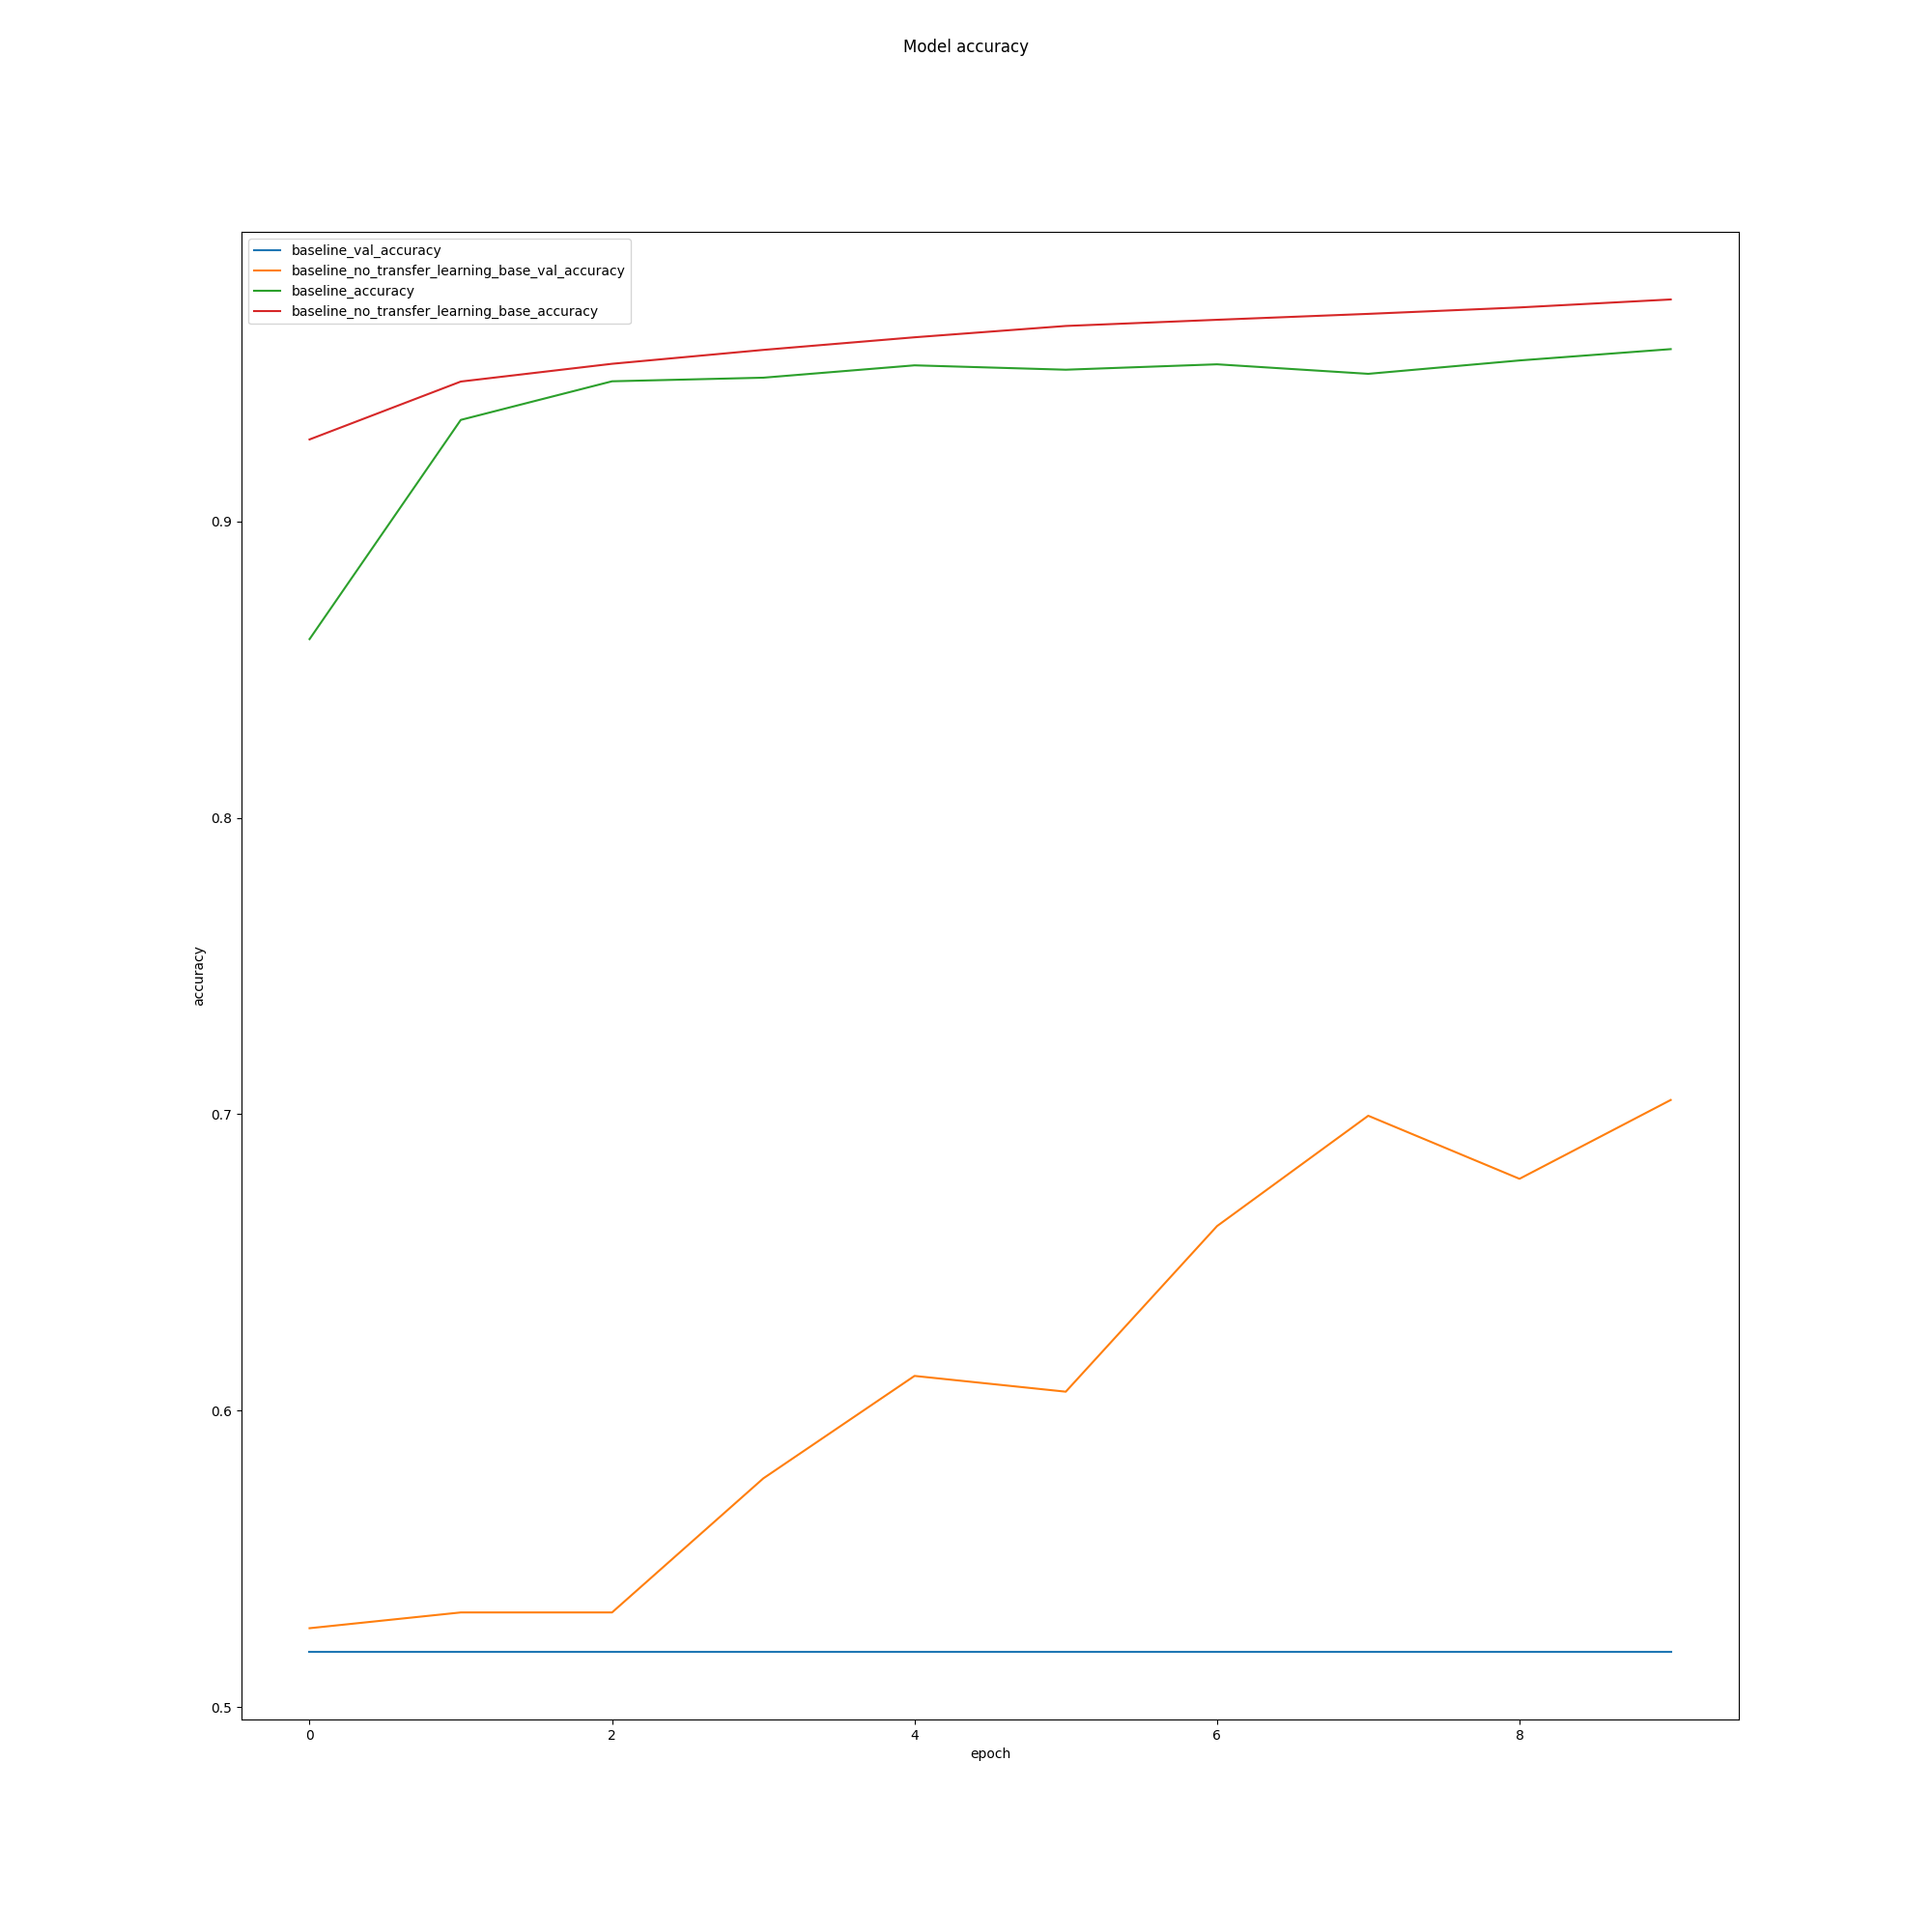 Model accuracy
baseline_val_accuracy
baseline_no_transfer_learning_base_val_accuracy
baseline_accuracy
baseline_no_transfer_learning_base_accuracy
0.9
0.8
0.7
0.6
0.5
accuracy
0 2 4 6 8
epoch